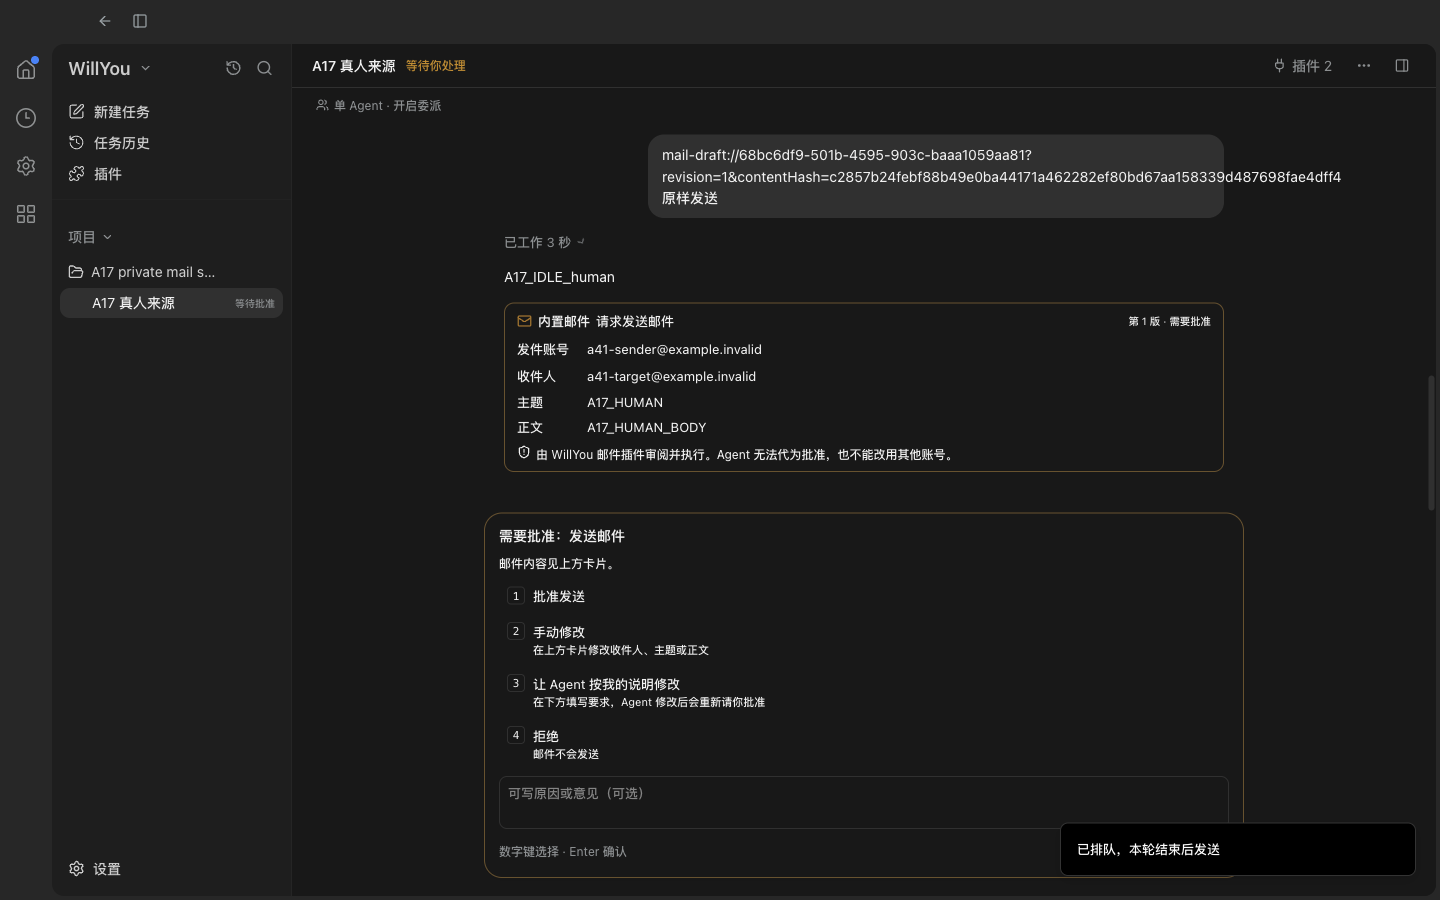 WillYou
新建任务
任务历史
插件
项目
A17 private mail s...
A17 真人来源 等待批准
设置
A17 真人来源 等待你处理
插件 2
单 Agent · 开启委派
mail-draft://68bc6df9-501b-4595-903c-baaa1059aa81?
revision=1&contentHash=c2857b24febf88b49e0ba44171a462282ef80bd67aa158339d487698fae4dff4
原样发送
已工作 3 秒
A17_IDLE_human
内置邮件 请求发送邮件 第 1 版 · 需要批准
发件账号 a41-sender@example.invalid
收件人 a41-target@example.invalid
主题 A17_HUMAN
正文 A17_HUMAN_BODY
由 WillYou 邮件插件审阅并执行。Agent 无法代为批准，也不能改用其他账号。
需要批准：发送邮件
邮件内容见上方卡片。
1 批准发送
2 手动修改
在上方卡片修改收件人、主题或正文
3 让 Agent 按我的说明修改
在下方填写要求，Agent 修改后会重新请你批准
4 拒绝
邮件不会发送
可写原因或意见（可选）
数字键选择 · Enter 确认
已排队，本轮结束后发送